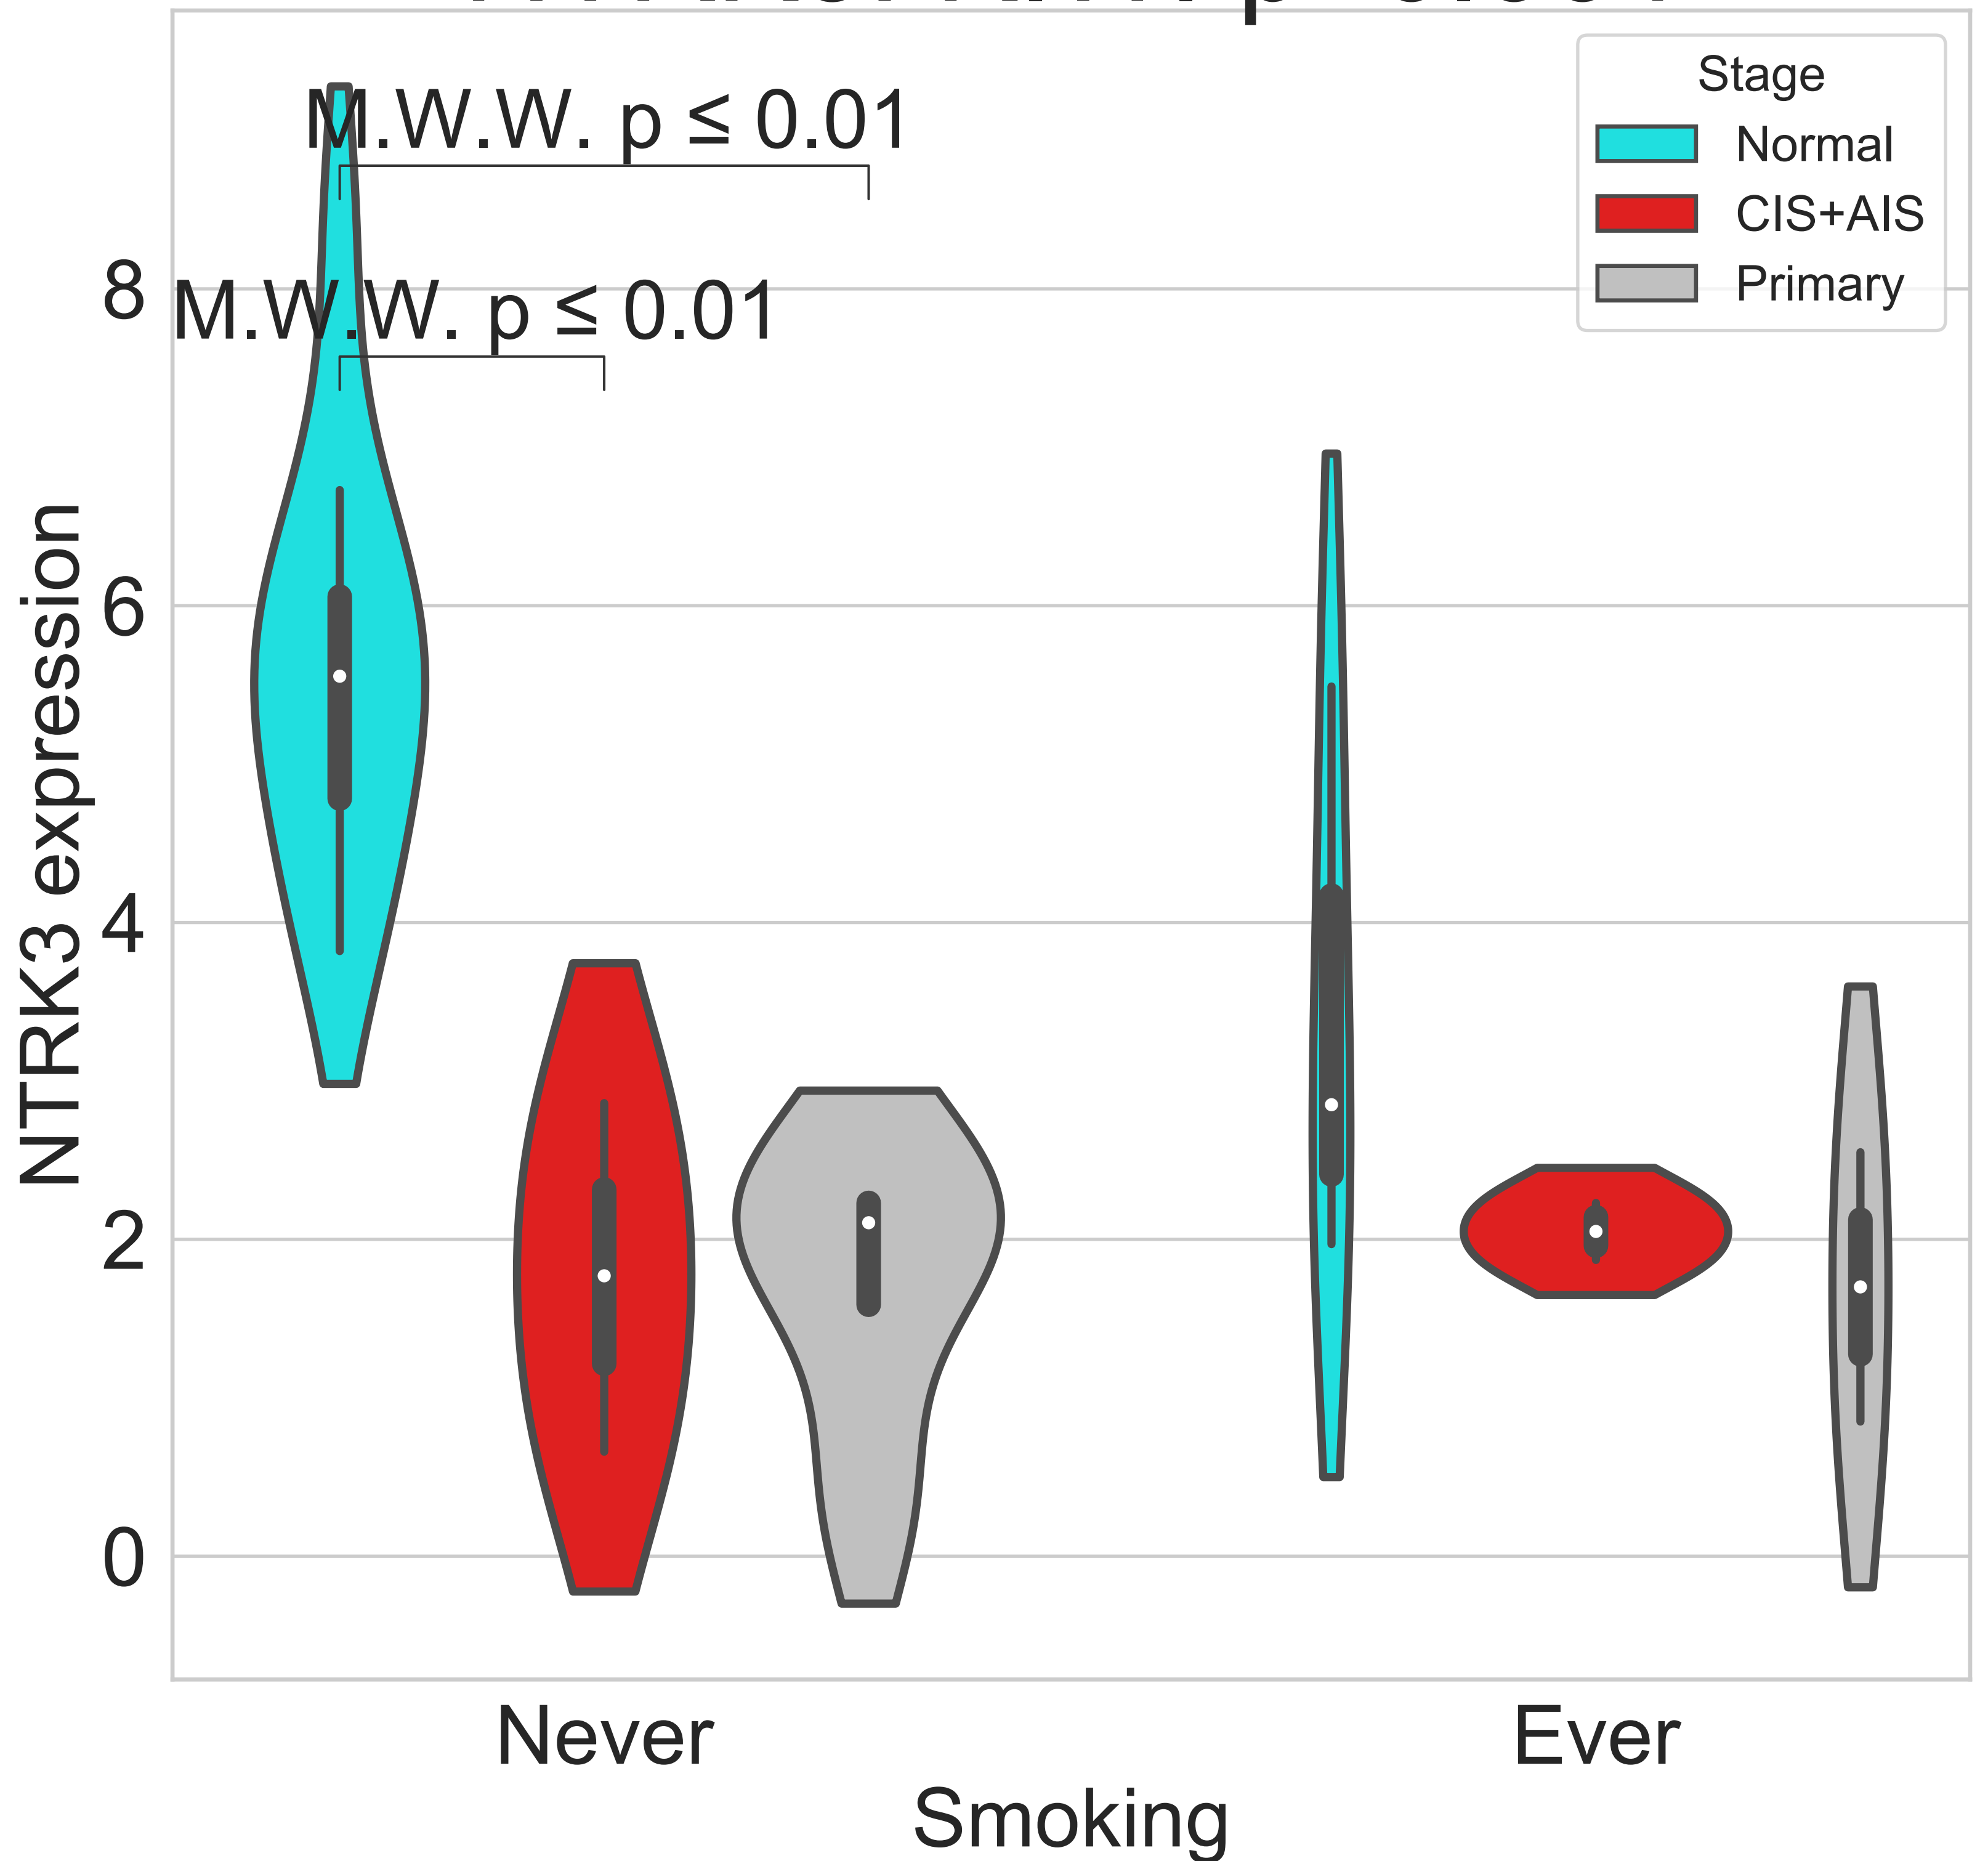 Stage
Normal
CIS+AIS
Primary
M.W.W. p ≤ 0.01
M.W.W. p ≤ 0.01
8
6
4
2
0
NTRK3 expression
Never
Ever
Smoking